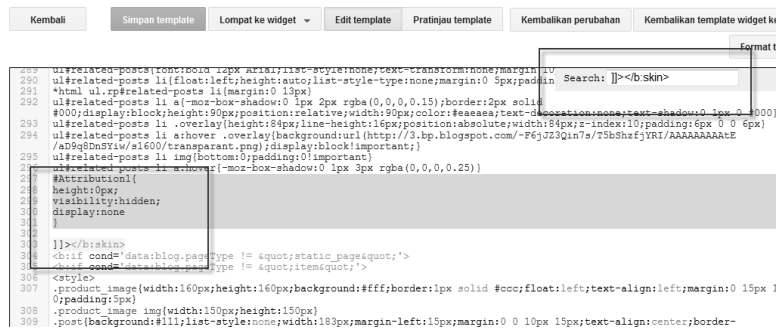 Kembali Simpan template Lompat ke widget Edit template Pratinjau template Kembalikan perubahan Kembalikan template widget ke
Format t
Search: ]]></b:skin>
289 ul#related-posts{font:bold 12px Arial;list-style:none;text-transform:none;margin 10
290 ul#related-posts li{float:left;height:auto;list-style-type:none;margin:0 5px;paddin
291 *html ul.rp#related-posts li{margin:0 13px}
292 ul#related-posts li a{-moz-box-shadow:0 1px 2px rgba(0,0,0,0.15);border:2px solid
#000;display:block;height:90px;position:relative;width:90px;color:#eaeaea;text-decoration:none;text-shadow:0 1px 0 #000}
293 ul#related-posts li .overlay{height:84px;line-height:16px;position:absolute;width:84px;z-index:10;padding:6px 0 0 6px}
294 ul#related-posts li a:hover .overlay{background:url(http://3.bp.blogspot.com/-F6jJZ3Qin7s/T5bShzfjYRI/AAAAAAAAAtE
/aD9q8DnSYiw/s1600/transparant.png);display:block!important;}
295 ul#related-posts li img{bottom:0;padding:0!important}
296 ul#related-posts li a:hover{-moz-box-shadow:0 1px 3px rgba(0,0,0,0.25)}
297 #Attribution1{
298 height:0px;
299 visibility:hidden;
300 display:none
301 }
302
303 ]]></b:skin>
304 <b:if cond='data:blog.pageType != &quot;static_page&quot;'>
305 <b:if cond='data:blog.pageType != &quot;item&quot;'>
306 <style>
307 .product_image{width:160px;height:160px;background:#fff;border:1px solid #ccc;float:left;text-align:left;margin:0 15px 1
0;padding:5px}
308 .product_image img{width:150px;height:150px}
309 .post{background:#111;list-style:none;width:183px;margin-left:15px;margin:0 0 10px 15px;text-align:center;border-